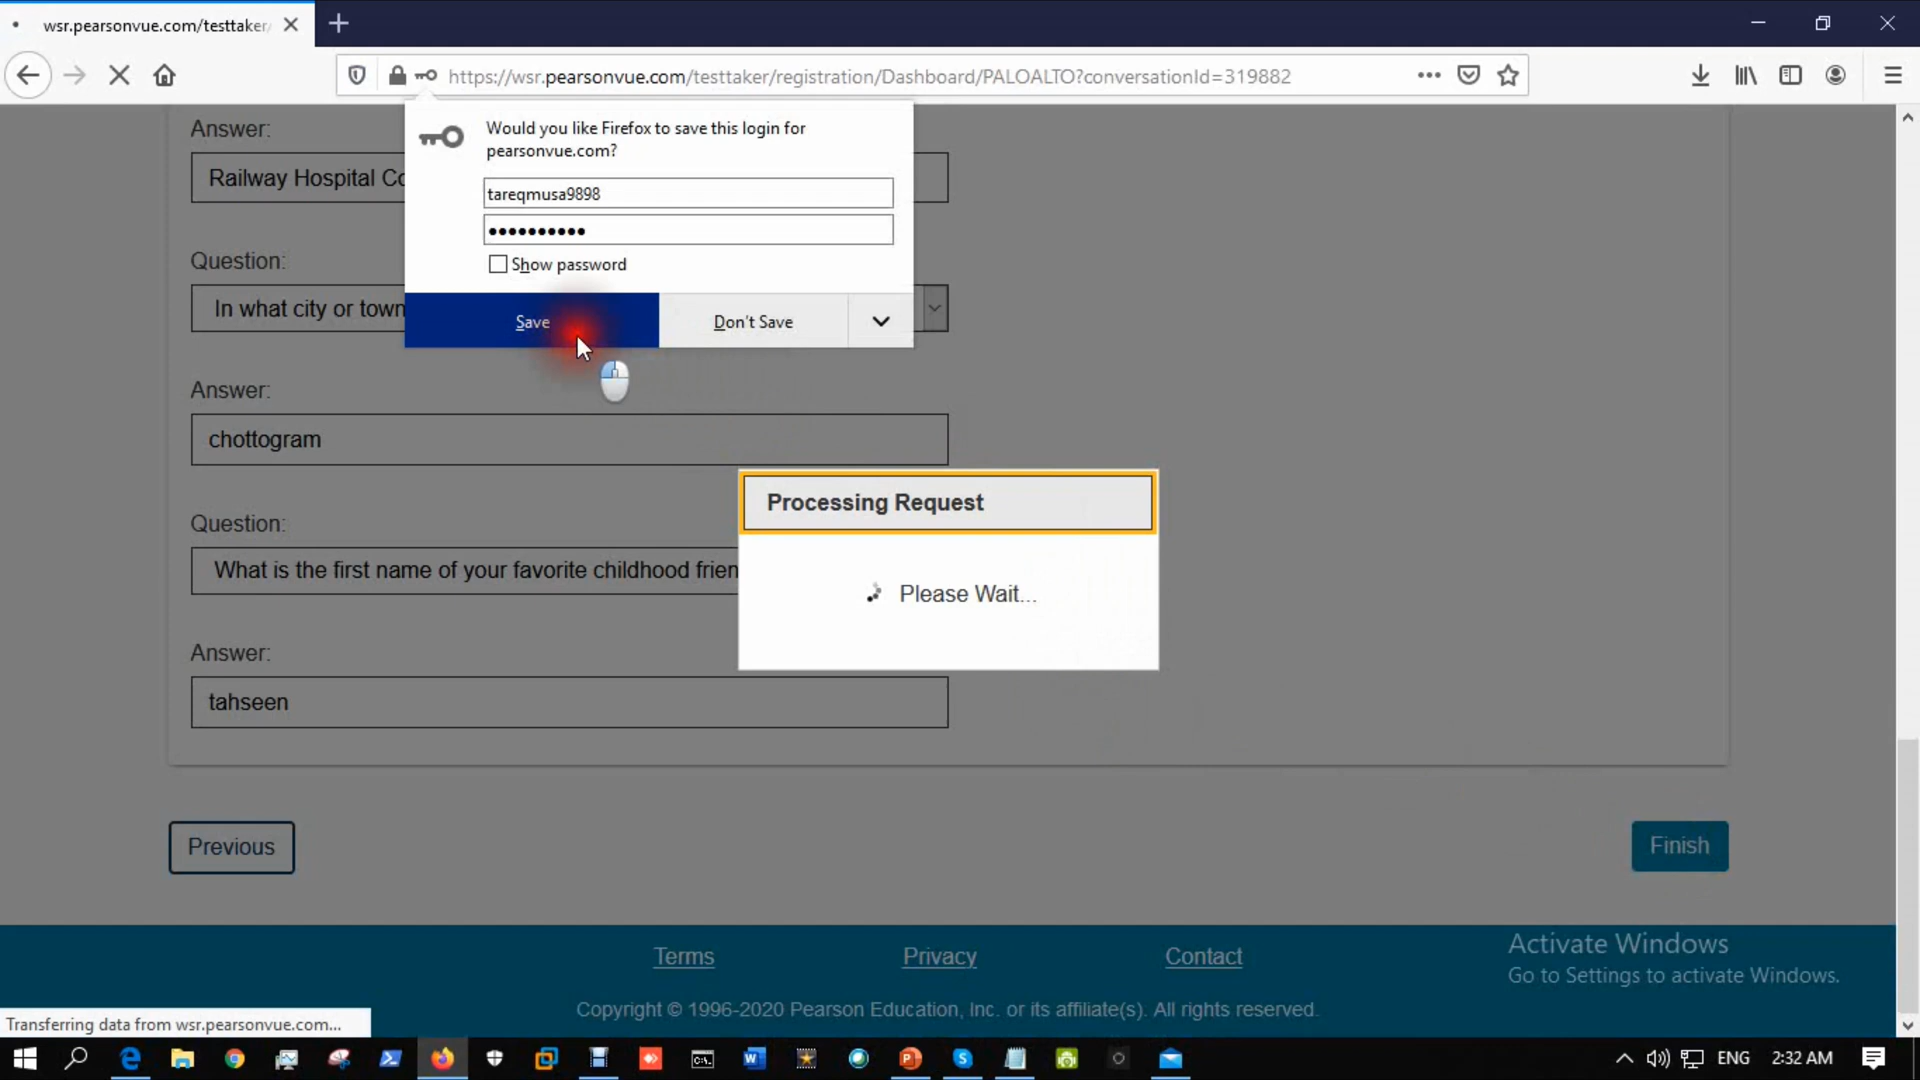 wsr.pearsonvue.com/testtaker/
https://wsr.pearsonvue.com/testtaker/registration/Dashboard/PALOALTO?conversationId=319882
Would you like Firefox to save this login for
pearsonvue.com?
tareqmusa9898
Show password
Save
Don't Save
Answer:
Railway Hospital Co
Question:
In what city or town
Answer:
chottogram
Question:
What is the first name of your favorite childhood frien
Answer:
tahseen
Processing Request
Please Wait...
Previous
Finish
Terms
Privacy
Contact
Activate Windows
Go to Settings to activate Windows.
Copyright © 1996-2020 Pearson Education, Inc. or its affiliate(s). All rights reserved.
Transferring data from wsr.pearsonvue.com...
ENG
2:32 AM